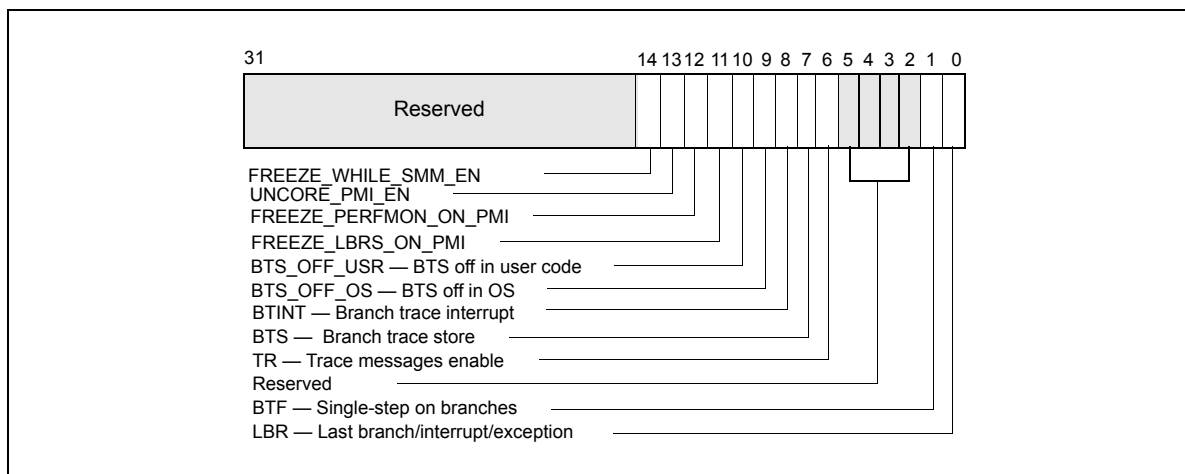 31 14 13 12 11 10 9 8 7 6 5 4 3 2 1 0
Reserved
FREEZE_WHILE_SMM_EN
UNCORE_PMI_EN
FREEZE_PERFMON_ON_PMI
FREEZE_LBRS_ON_PMI
BTS_OFF_USR — BTS off in user code
BTS_OFF_OS — BTS off in OS
BTINT — Branch trace interrupt
BTS — Branch trace store
TR — Trace messages enable
Reserved
BTF — Single-step on branches
LBR — Last branch/interrupt/exception